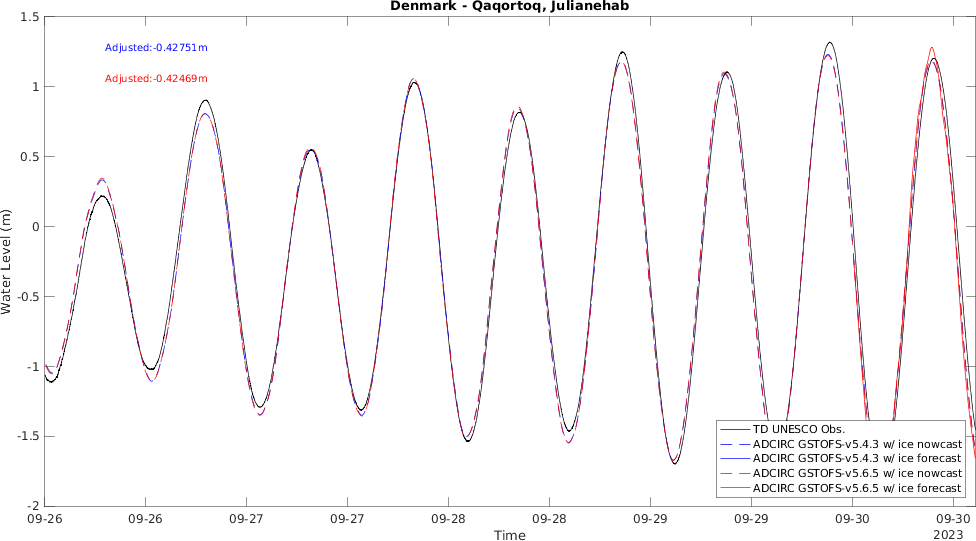 Denmark - Qaqortoq, Julianehab
Adjusted:-0.42751m
Adjusted:-0.42469m
Water Level (m)
1.5
1
0.5
0
-0.5
-1
-1.5
-2
TD UNESCO Obs.
ADCIRC GSTOFS-v5.4.3 w/ ice nowcast
ADCIRC GSTOFS-v5.4.3 w/ ice forecast
ADCIRC GSTOFS-v5.6.5 w/ ice nowcast
ADCIRC GSTOFS-v5.6.5 w/ ice forecast
09-26 09-26 09-27 09-27 09-28 09-28 09-29 09-29 09-30 09-30
Time
2023